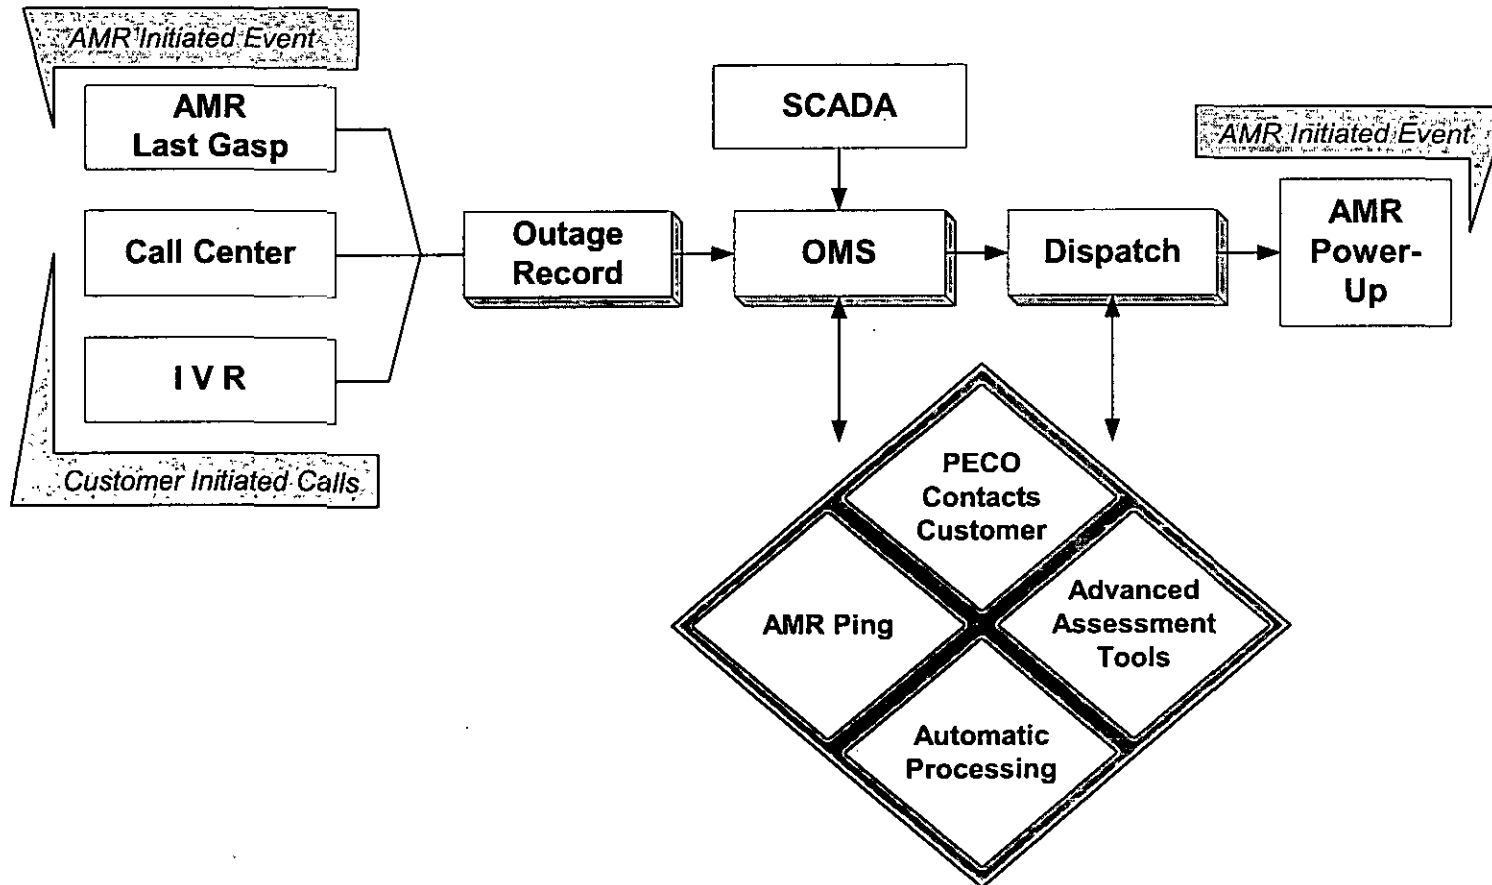 AMR Initiated Event
AMR
Last Gasp
Call Center
I V R
Customer Initiated Calls
Outage
Record
SCADA
OMS
Dispatch
AMR Initiated Event
AMR
Power-
Up
PECO
Contacts
Customer
AMR Ping
Advanced
Assessment
Tools
Automatic
Processing